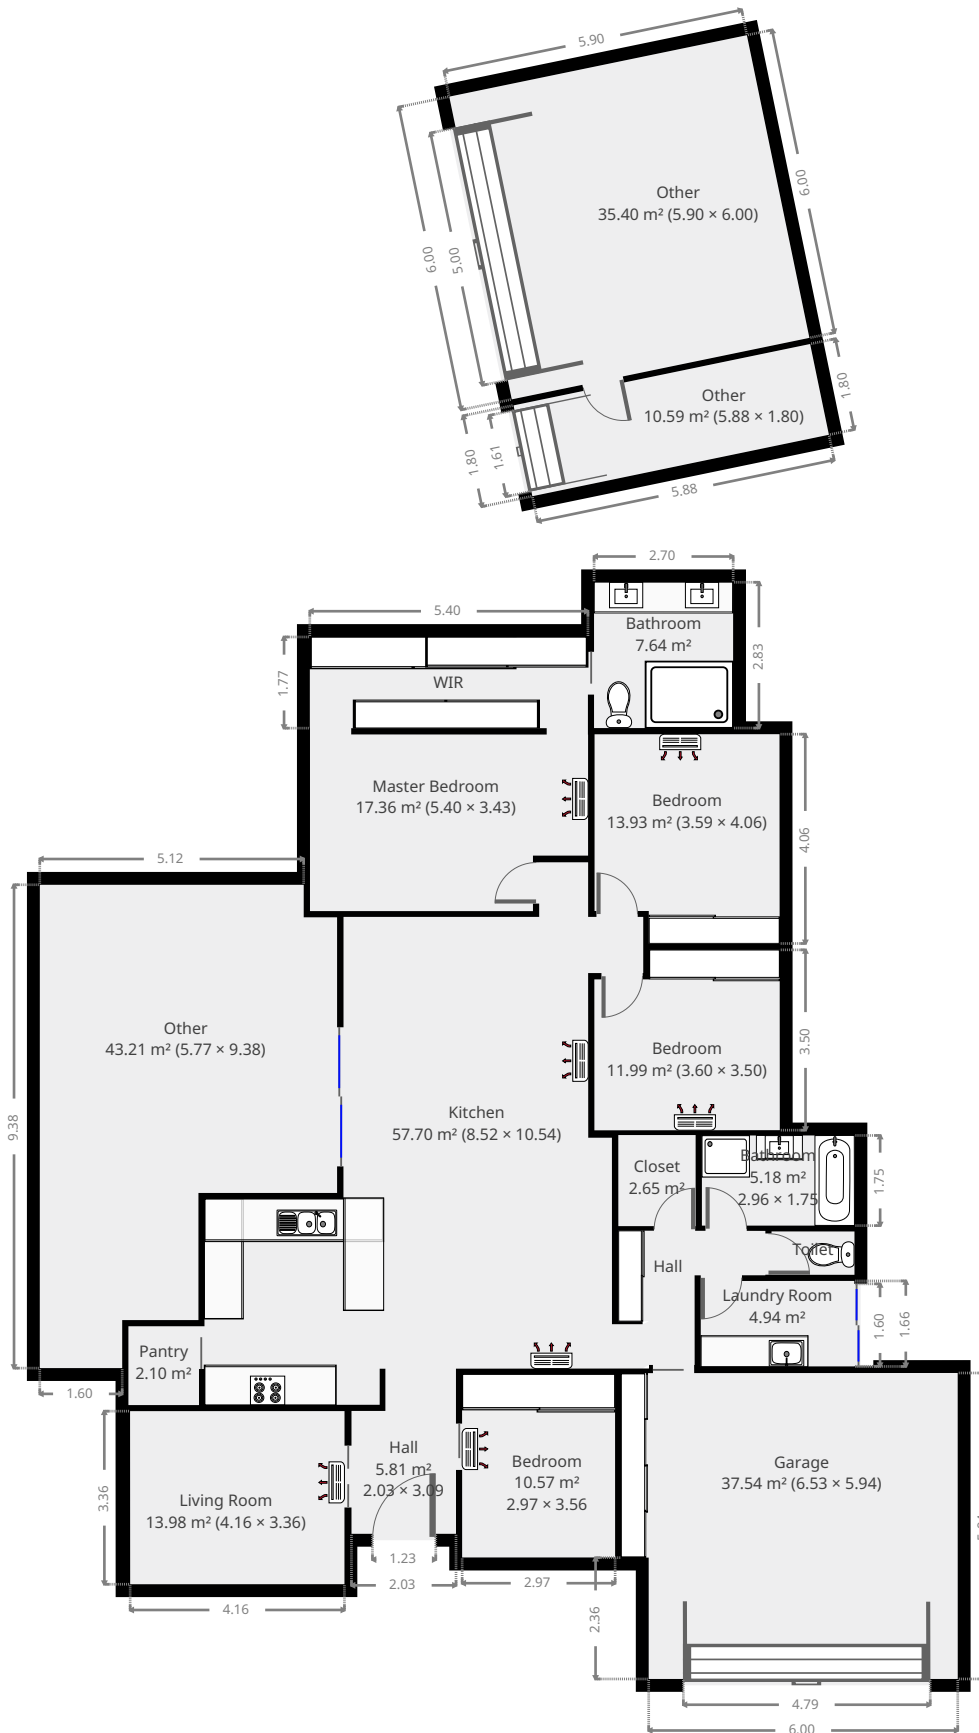 5.90
6.00
Other
35.40 m² (5.90 × 6.00)
6.00
5.00
Other
10.59 m² (5.88 × 1.80)
1.80
1.80
1.61
5.88
2.70
5.40
Bathroom
7.64 m²
2.83
1.77
WIR
Master Bedroom
17.36 m² (5.40 × 3.43)
Bedroom
13.93 m² (3.59 × 4.06)
4.06
5.12
Other
43.21 m² (5.77 × 9.38)
9.38
Bedroom
11.99 m² (3.60 × 3.50)
3.50
Kitchen
57.70 m² (8.52 × 10.54)
Closet
2.65 m²
Bathroom
5.18 m²
2.96 × 1.75
1.75
Toilet
Hall
Laundry Room
4.94 m²
1.60
1.66
Pantry
2.10 m²
1.60
Hall
5.81 m²
2.03 × 3.09
Bedroom
10.57 m²
2.97 × 3.56
Garage
37.54 m² (6.53 × 5.94)
Living Room
13.98 m² (4.16 × 3.36)
3.36
1.23
2.03
2.97
4.16
2.36
4.79
6.00